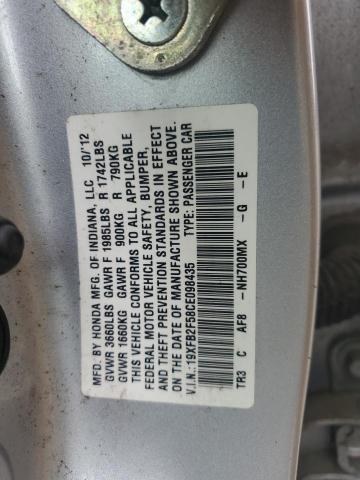 MFD. BY HONDA MFG. OF INDIANA, LLC 10/'12
GVWR 3660LBS GAWR F 1985LBS R 1742LBS
GVWR 1660KG GAWR F 900KG R 790KG
THIS VEHICLE CONFORMS TO ALL APPLICABLE
FEDERAL MOTOR VEHICLE SAFETY, BUMPER,
AND THEFT PREVENTION STANDARDS IN EFFECT
ON THE DATE OF MANUFACTURE SHOWN ABOVE.
V.I.N.:19XFB2F58CE098435 TYPE: PASSENGER CAR
TR3 C AF8 -NH700MX -G -E